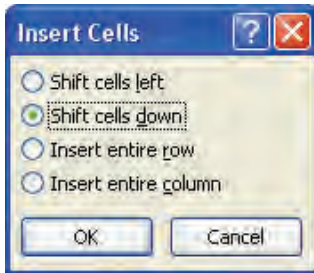 Insert Cells
Shift cells left
Shift cells down
Insert entire row
Insert entire column
OK Cancel